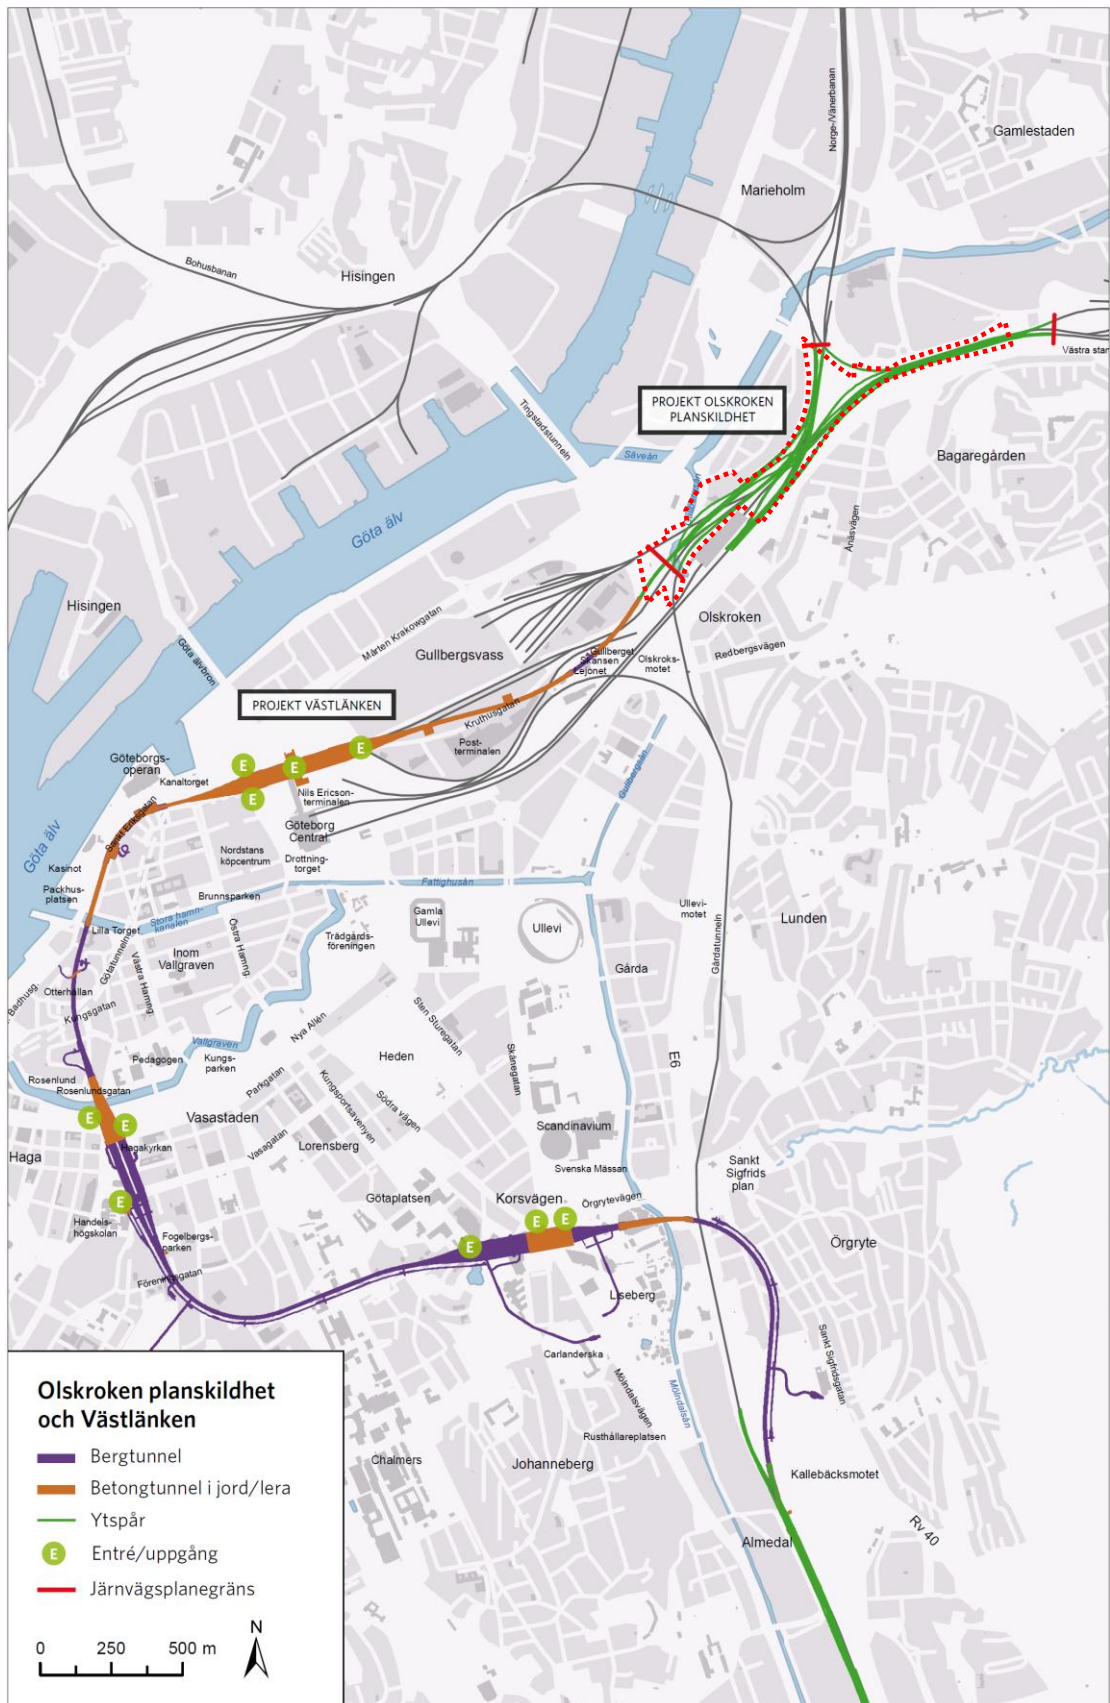 Norge-/Vänerbanan
Gamlestaden
Marieholm
Bohusbanan
Hisingen
Västra stam
PROJEKT OLSKROKEN
PLANSKILDHET
Tingstadstunneln
Säveån
Bagaregården
Ånäsvägen
Göta älv
Hisingen
Göta älvbron
Mårten Krakowgatan
Gullbergsvass
Olskroken
Redbergsvägen
Gullberget
Skansen
Lejonet
Olskroks-
motet
PROJEKT VÄSTLÄNKEN
Kruthusgatan
Post-
terminalen
Göteborgs-
operan
Kanaltorget
Nils Ericson-
terminalen
Gullbergsån
Sankt Eriksgatan
Göteborg
Central
Göta älv
Kasinot
Nordstans
köpcentrum
Drottning-
torget
Packhus-
platsen
Brunnsparken
Fattighusån
Stora hamn-
kanalen
Lilla Torget
Gamla
Ullevi
Ullevi
Ullevi-
motet
Lunden
Götatunneln
Västra Hamng.
Östra Hamng.
Inom
Vallgraven
Trädgårds-
föreningen
Gårdatunneln
Gårda
Otterhällan
Badhusg.
Kungsgatan
Sten Sturegatan
Nya Allén
Vallgraven
Pedagogen
Kungs-
parken
Heden
Skånegatan
E6
Rosenlund
Rosenlundsgatan
Parkgatan
Kungsportsavenyen
Södra vägen
Vasastaden
Vasagatan
Lorensberg
Scandinavium
Haga
Hagakyrkan
Svenska Mässan
Sankt
Sigfrids
plan
Götaplatsen
Korsvägen
Örgrytevägen
Handels-
högskolan
Fogelbergs-
parken
Örgryte
Föreningsgatan
Liseberg
Carlanderska
Sankt Sigfridsgatan
Mölndalsvägen
Mölndalsån
Rusthållareplatsen
Chalmers
Johanneberg
Kallebäcksmotet
Almedal
Rv 40
E
E
E
E
E
E
E
E
E
E
Olskroken planskildhet
och Västlänken
Bergtunnel
Betongtunnel i jord/lera
Ytspår
E Entré/uppgång
Järnvägsplanegräns
N
0 250 500 m